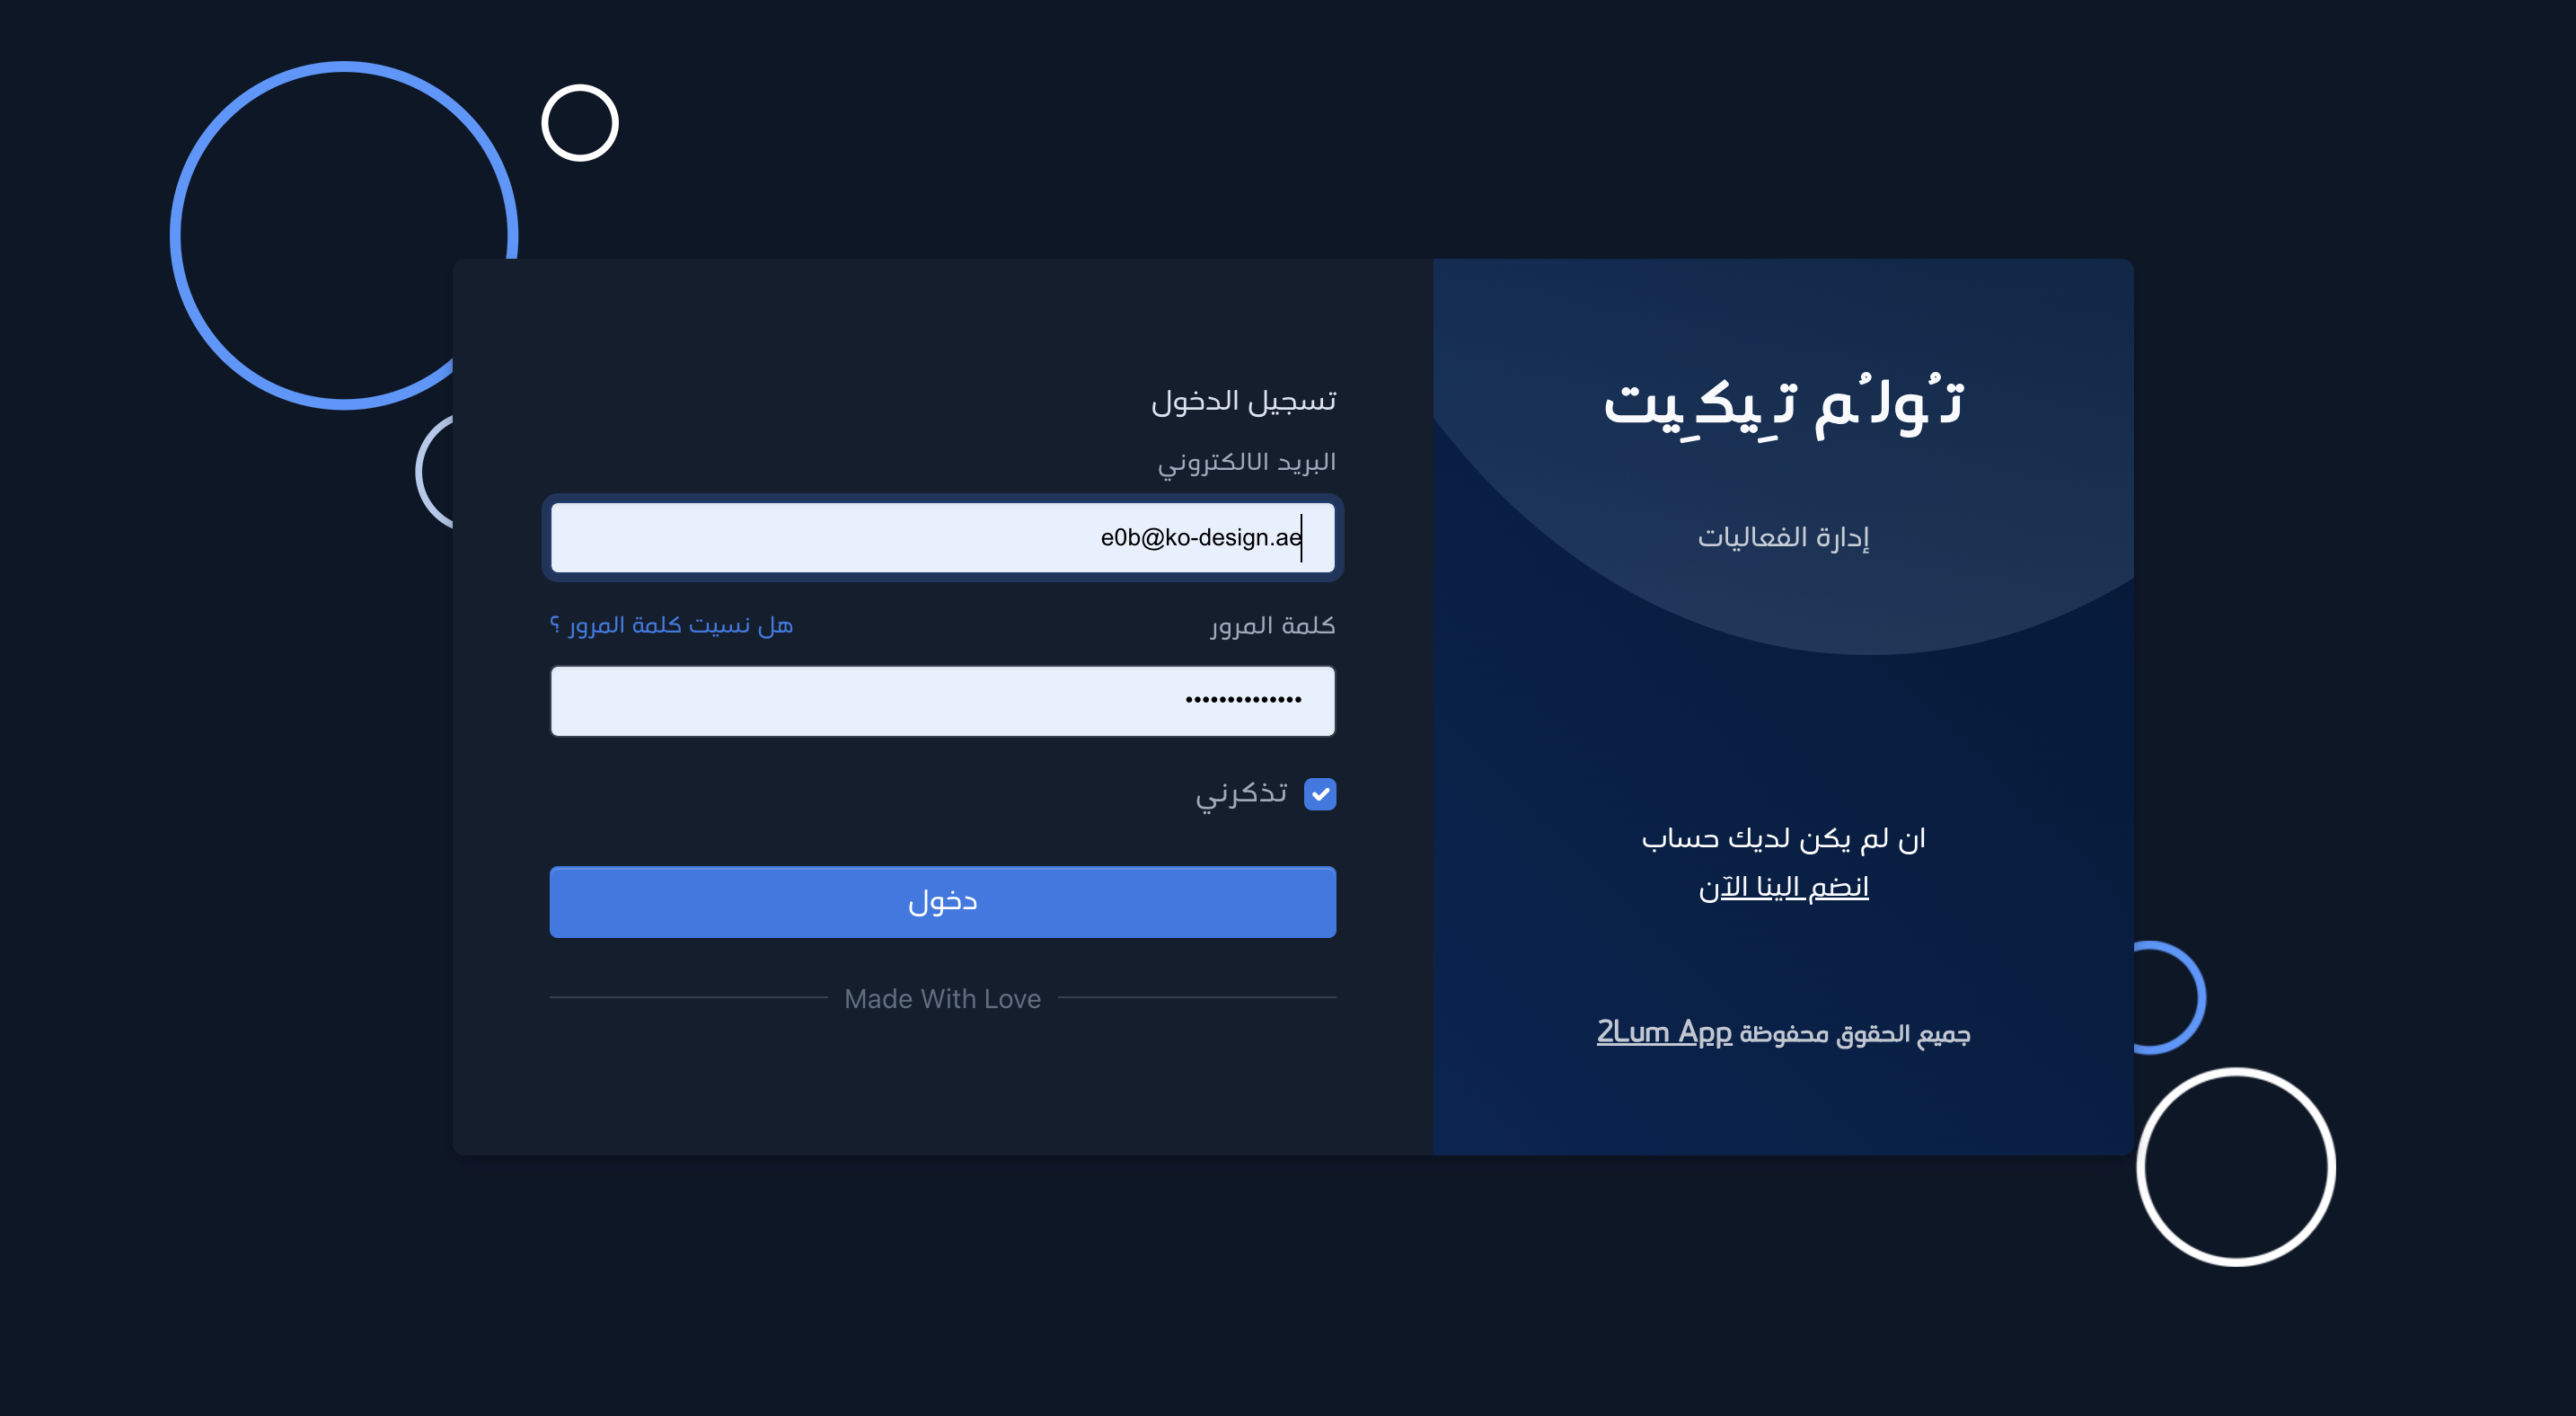 تُولُم تِيكِيت
إدارة الفعاليات
ان لم يكن لديك حساب
انضم الينا الآن
جميع الحقوق محفوظة 2Lum App
تسجيل الدخول
البريد الالكتروني
e0b@ko-design.ae
كلمة المرور
هل نسيت كلمة المرور ؟
••••••••••••••
تذكرني
دخول
Made With Love